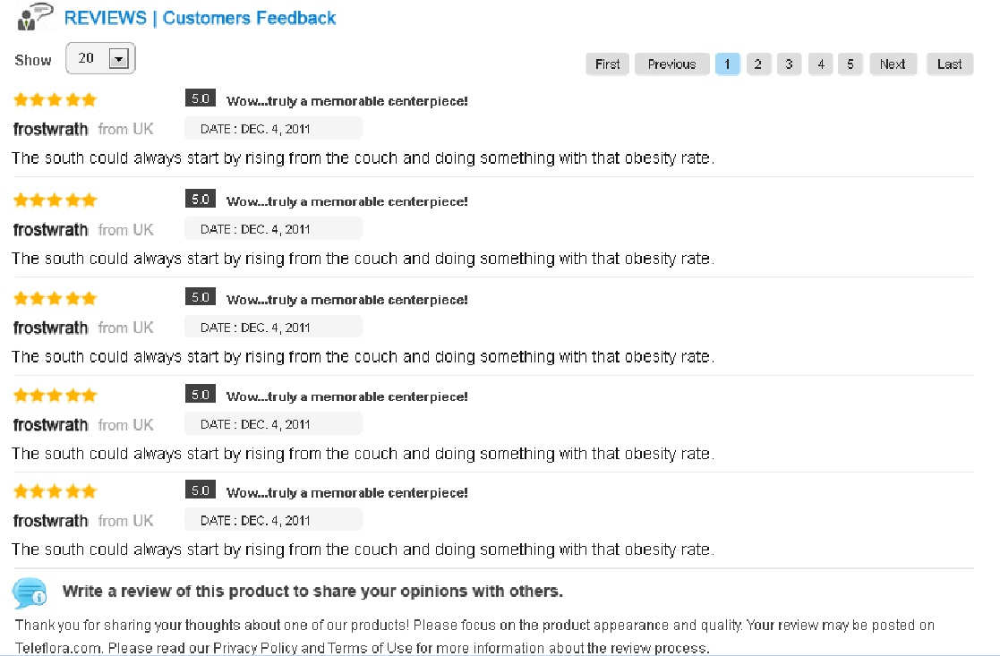 REVIEWS | Customers Feedback
Show 20 First Previous 1 2 3 4 5 Next Last
5.0 Wow...truly a memorable centerpiece!
frostwrath from UK DATE : DEC. 4, 2011
The south could always start by rising from the couch and doing something with that obesity rate.
5.0 Wow...truly a memorable centerpiece!
frostwrath from UK DATE : DEC. 4, 2011
The south could always start by rising from the couch and doing something with that obesity rate.
5.0 Wow...truly a memorable centerpiece!
frostwrath from UK DATE : DEC. 4, 2011
The south could always start by rising from the couch and doing something with that obesity rate.
5.0 Wow...truly a memorable centerpiece!
frostwrath from UK DATE : DEC. 4, 2011
The south could always start by rising from the couch and doing something with that obesity rate.
5.0 Wow...truly a memorable centerpiece!
frostwrath from UK DATE : DEC. 4, 2011
The south could always start by rising from the couch and doing something with that obesity rate.
Write a review of this product to share your opinions with others.
Thank you for sharing your thoughts about one of our products! Please focus on the product appearance and quality. Your review may be posted on
Teleflora.com. Please read our Privacy Policy and Terms of Use for more information about the review process.